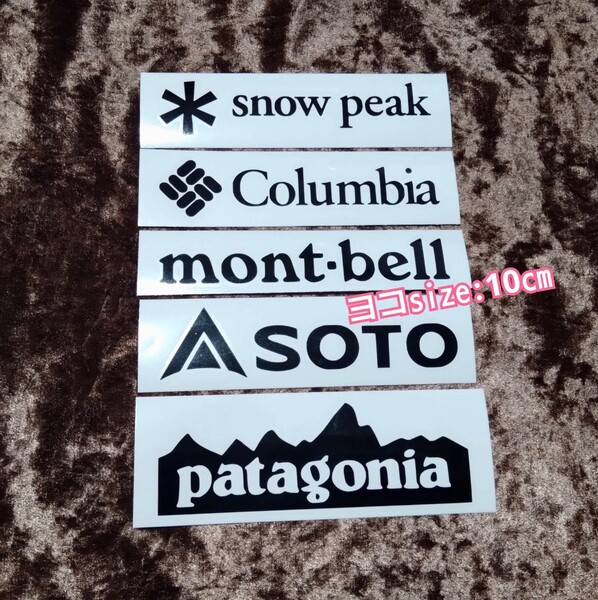 snow peak
Columbia
mont·bell
ヨコsize:10cm
SOTO
patagonia